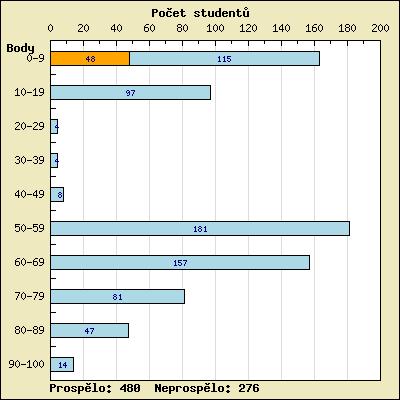 Počet studentů
0 20 40 60 80 100 120 140 160 180 200
Body
0-9 48 115
10-19 97
20-29 4
30-39 4
40-49 8
50-59 181
60-69 157
70-79 81
80-89 47
90-100 14
Prospělo: 480 Neprospělo: 276